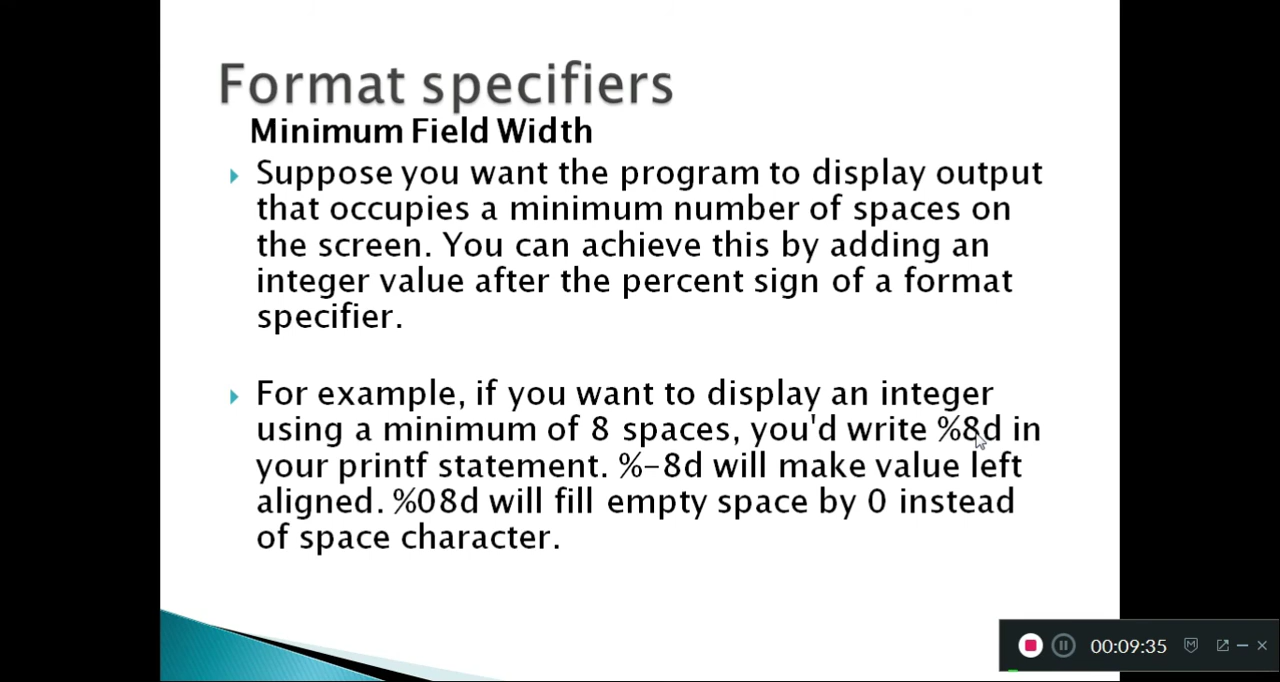 Format specifiers
Minimum Field Width
Suppose you want the program to display output
that occupies a minimum number of spaces on
the screen. You can achieve this by adding an
integer value after the percent sign of a format
specifier.
For example, if you want to display an integer
using a minimum of 8 spaces, you'd write %8d in
your printf statement. %-8d will make value left
aligned. %08d will fill empty space by 0 instead
of space character.
00:09:35